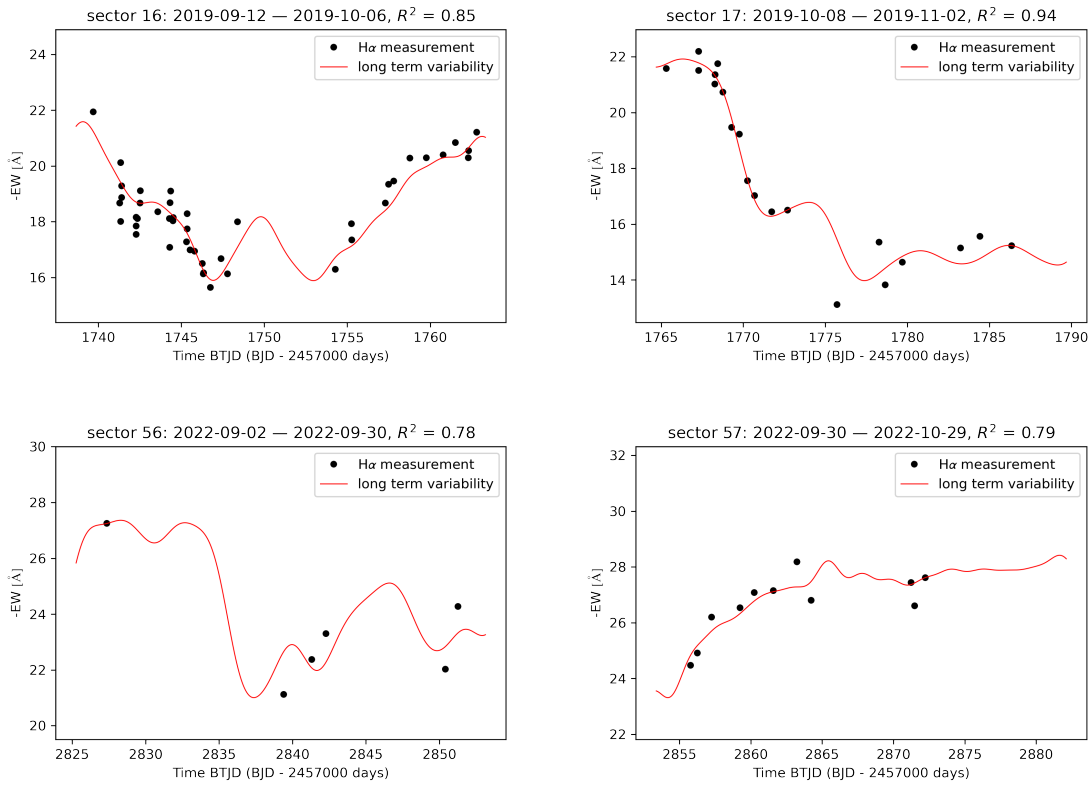 sector 16: 2019-09-12 — 2019-10-06, R² = 0.85
Hα measurement
long term variability
24
22
20
18
16
-EW [Å]
1740 1745 1750 1755 1760
Time BTJD (BJD - 2457000 days)
sector 17: 2019-10-08 — 2019-11-02, R² = 0.94
Hα measurement
long term variability
22
20
18
16
14
-EW [Å]
1765 1770 1775 1780 1785 1790
Time BTJD (BJD - 2457000 days)
sector 56: 2022-09-02 — 2022-09-30, R² = 0.78
Hα measurement
long term variability
30
28
26
24
22
20
-EW [Å]
2825 2830 2835 2840 2845 2850
Time BTJD (BJD - 2457000 days)
sector 57: 2022-09-30 — 2022-10-29, R² = 0.79
Hα measurement
long term variability
32
30
28
26
24
22
-EW [Å]
2855 2860 2865 2870 2875 2880
Time BTJD (BJD - 2457000 days)